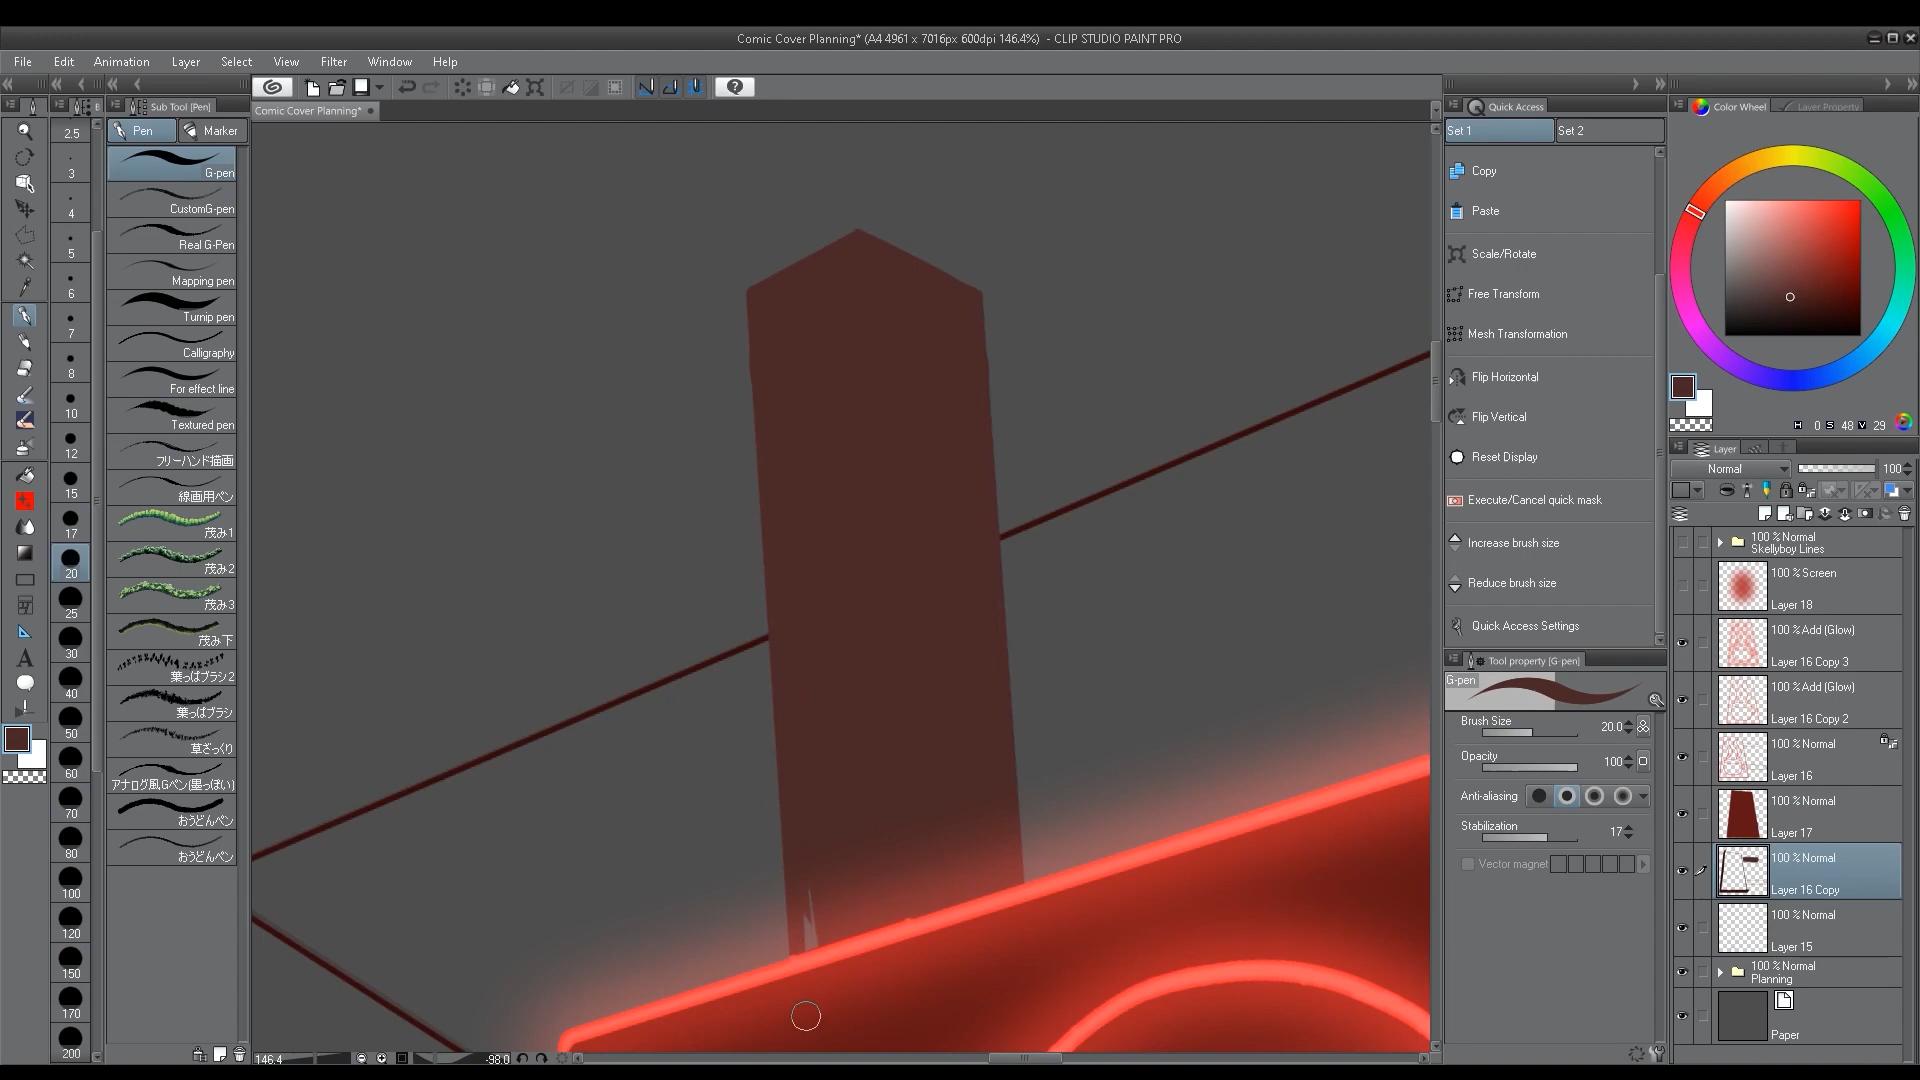 Comic Cover Planning* (A4 4961 x 7016px 600dpi 146.4%) - CLIP STUDIO PAINT PRO
File Edit Animation Layer Select View Filter Window Help
Sub Tool [Pen]
Comic Cover Planning*
Pen
Marker
G-pen
CustomG-pen
Real G-Pen
Mapping pen
Turnip pen
Calligraphy
For effect line
Textured pen
フリーハンド描画
線画用ペン
茂み1
茂み2
茂み3
茂み下
葉っぱブラシ2
葉っぱブラシ
草ざっくり
アナログ風Gペン(墨っぽい)
おうどんペン
おうどんペン
2.5
3
4
5
6
7
8
10
12
15
17
20
25
30
40
50
60
70
80
100
120
150
170
200
146.4
-98.0
Quick Access
Set 1
Set 2
Copy
Paste
Scale/Rotate
Free Transform
Mesh Transformation
Flip Horizontal
Flip Vertical
Reset Display
Execute/Cancel quick mask
Increase brush size
Reduce brush size
Quick Access Settings
Tool property [G-pen]
G-pen
Brush Size 20.0
Opacity 100
Anti-aliasing
Stabilization 17
Vector magnet
Color Wheel
Layer Property
H 0 S 48 V 29
Layer
Normal 100
100 % Normal
Skellyboy Lines
100 % Screen
Layer 18
100 % Add (Glow)
Layer 16 Copy 3
100 % Add (Glow)
Layer 16 Copy 2
100 % Normal
Layer 16
100 % Normal
Layer 17
100 % Normal
Layer 16 Copy
100 % Normal
Layer 15
100 % Normal
Planning
Paper